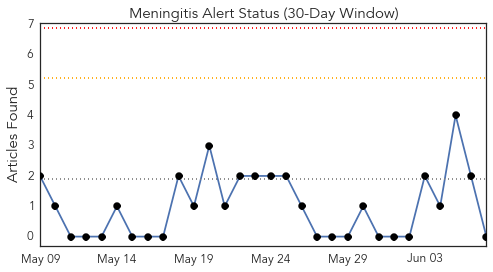 Meningitis Alert Status (30-Day Window)
Articles Found
7
6
5
4
3
2
1
0
May 09 May 14 May 19 May 24 May 29 Jun 03